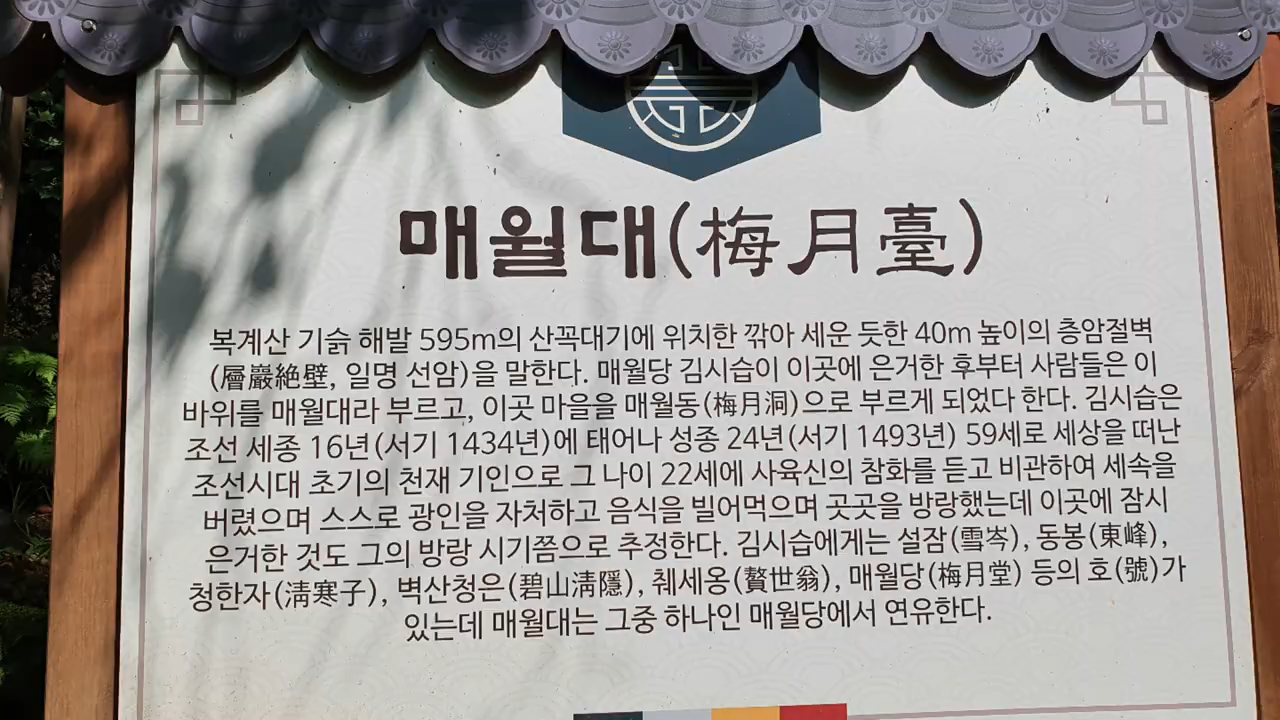 매월대(梅月臺)
복계산 기슭 해발 595m의 산꼭대기에 위치한 깎아 세운 듯한 40m 높이의 층암절벽
(層巖絶壁, 일명 선암)을 말한다. 매월당 김시습이 이곳에 은거한 후부터 사람들은 이
바위를 매월대라 부르고, 이곳 마을을 매월동(梅月洞)으로 부르게 되었다 한다. 김시습은
조선 세종 16년(서기 1434년)에 태어나 성종 24년(서기 1493년) 59세로 세상을 떠난
조선시대 초기의 천재 기인으로 그 나이 22세에 사육신의 참화를 듣고 비관하여 세속을
버렸으며 스스로 광인을 자처하고 음식을 빌어먹으며 곳곳을 방랑했는데 이곳에 잠시
은거한 것도 그의 방랑 시기쯤으로 추정한다. 김시습에게는 설잠(雪岑), 동봉(東峰),
청한자(淸寒子), 벽산청은(碧山淸隱), 췌세옹(贅世翁), 매월당(梅月堂) 등의 호(號)가
있는데 매월대는 그중 하나인 매월당에서 연유한다.